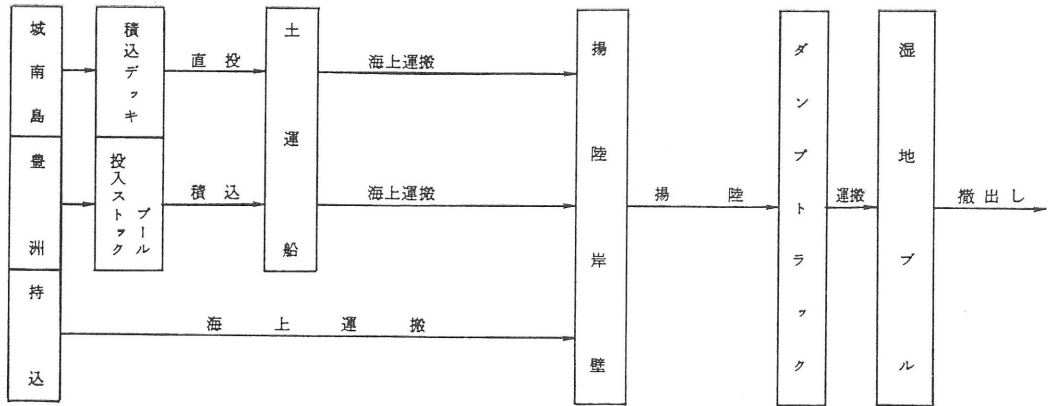 城南島
積込デッキ
直投
土運船
海上運搬
揚陸岸壁
ダンプトラック
湿地ブル
豊洲
投入ストックプール
積込
海上運搬
揚陸
運搬
撒出し
持込
海上運搬